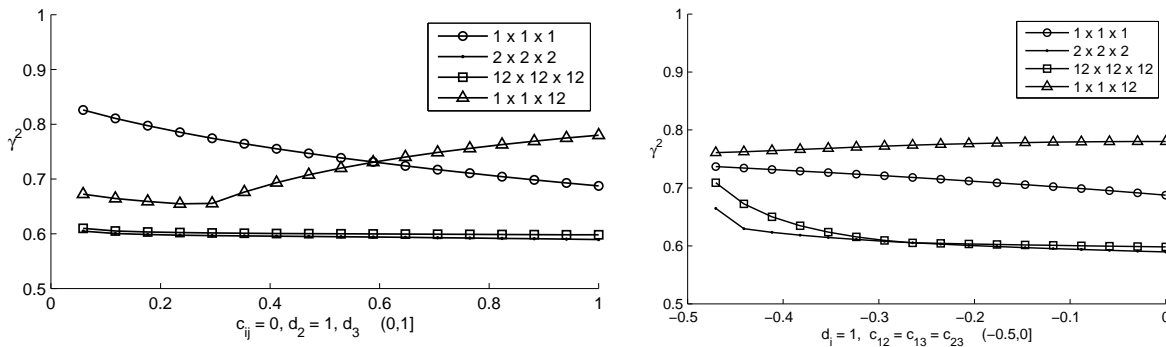 1
0.9
0.8
γ²
0.7
0.6
0.5
0 0.2 0.4 0.6 0.8 1
c_ij = 0, d_2 = 1, d_3 (0,1]
1 x 1 x 1
2 x 2 x 2
12 x 12 x 12
1 x 1 x 12
1
0.9
0.8
γ²
0.7
0.6
0.5
−0.5 −0.4 −0.3 −0.2 −0.1 0
d_i = 1, c_12 = c_13 = c_23 (−0.5,0]
1 x 1 x 1
2 x 2 x 2
12 x 12 x 12
1 x 1 x 12